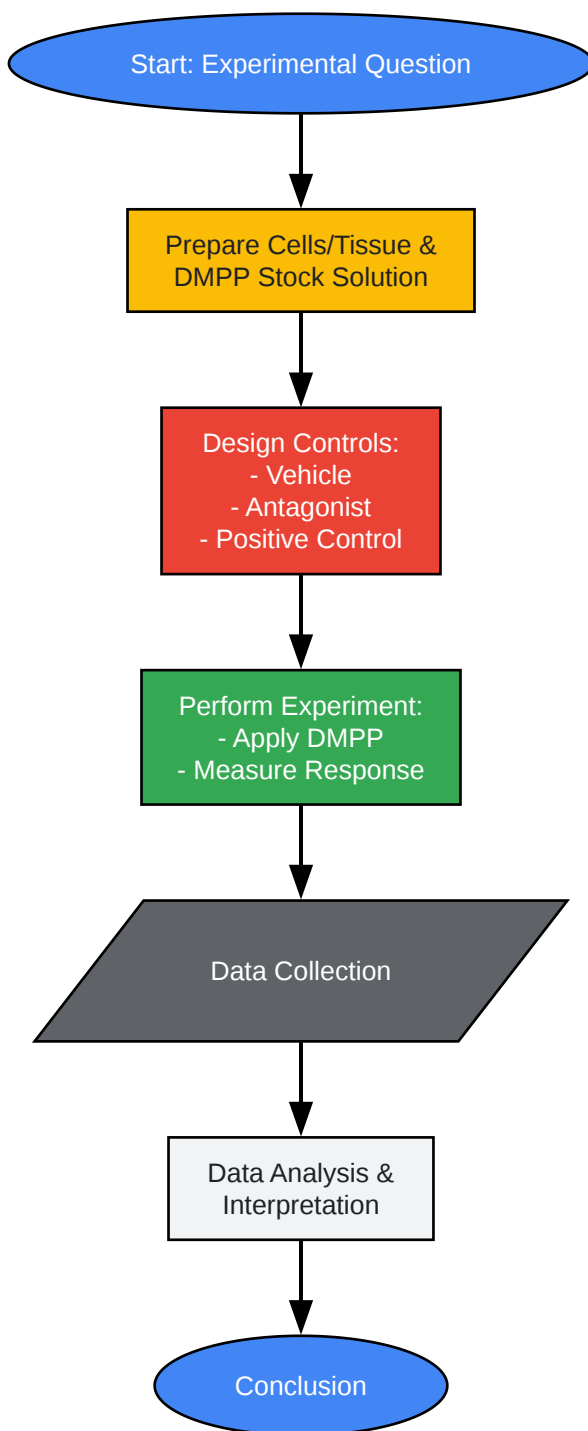 Start: Experimental Question
Prepare Cells/Tissue &
DMPP Stock Solution
Design Controls:
- Vehicle
- Antagonist
- Positive Control
Perform Experiment:
- Apply DMPP
- Measure Response
Data Collection
Data Analysis &
Interpretation
Conclusion